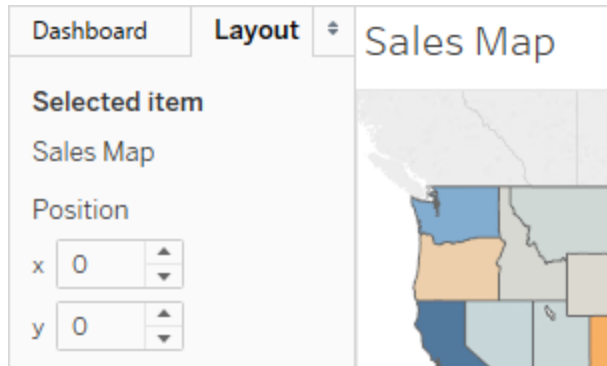 Dashboard Layout
Sales Map
Selected item
Sales Map
Position
x 0
y 0